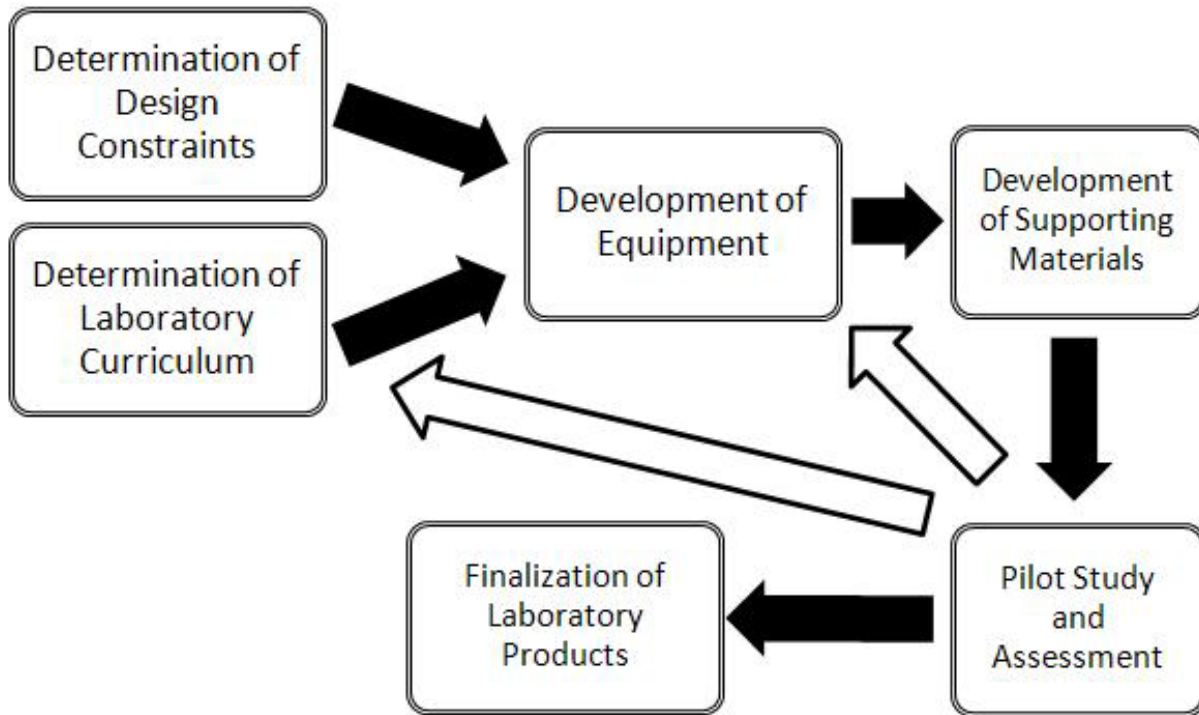 Determination of
Design
Constraints
Determination of
Laboratory
Curriculum
Development of
Equipment
Development
of Supporting
Materials
Pilot Study
and
Assessment
Finalization of
Laboratory
Products